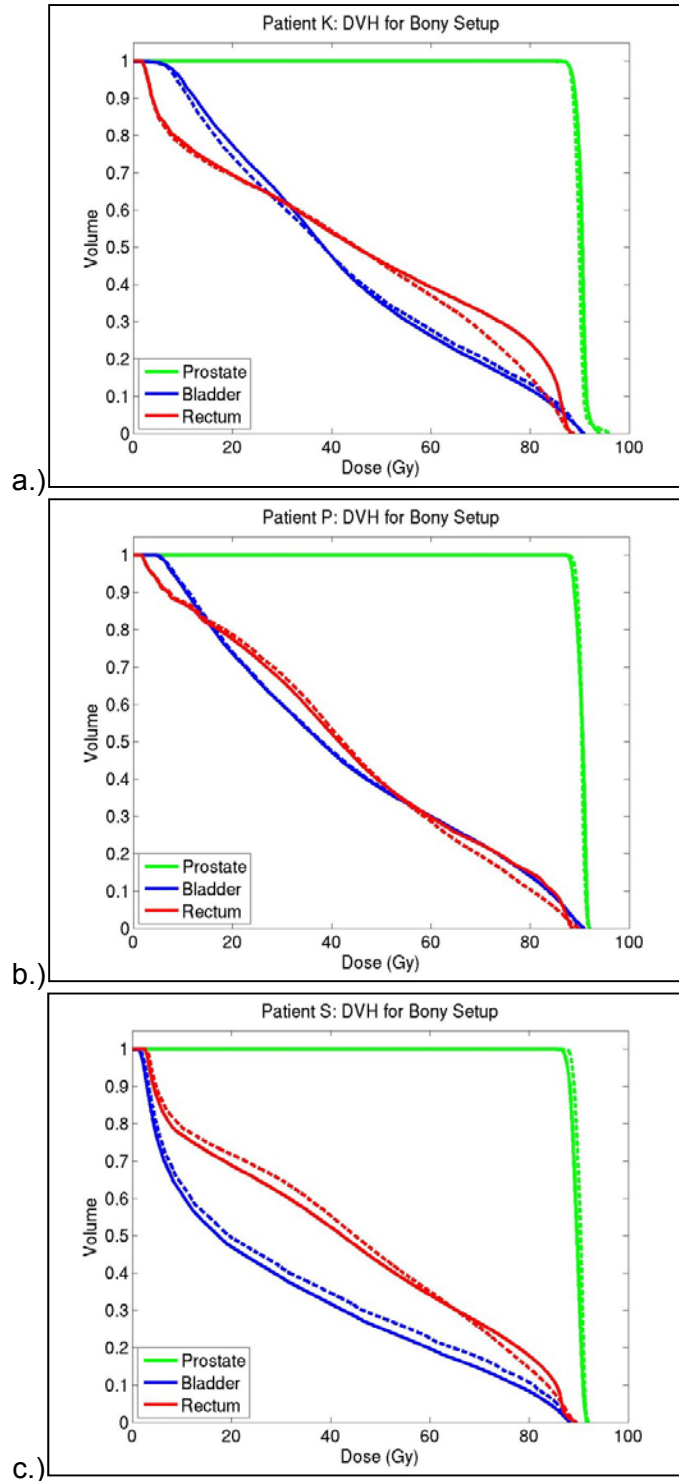 Patient K: DVH for Bony Setup
1
0.9
0.8
0.7
0.6
0.5
0.4
0.3
0.2
0.1
0
Volume
Prostate
Bladder
Rectum
0 20 40 60 80 100
Dose (Gy)
a.)
Patient P: DVH for Bony Setup
1
0.9
0.8
0.7
0.6
0.5
0.4
0.3
0.2
0.1
0
Volume
Prostate
Bladder
Rectum
0 20 40 60 80 100
Dose (Gy)
b.)
Patient S: DVH for Bony Setup
1
0.9
0.8
0.7
0.6
0.5
0.4
0.3
0.2
0.1
0
Volume
Prostate
Bladder
Rectum
0 20 40 60 80 100
Dose (Gy)
c.)